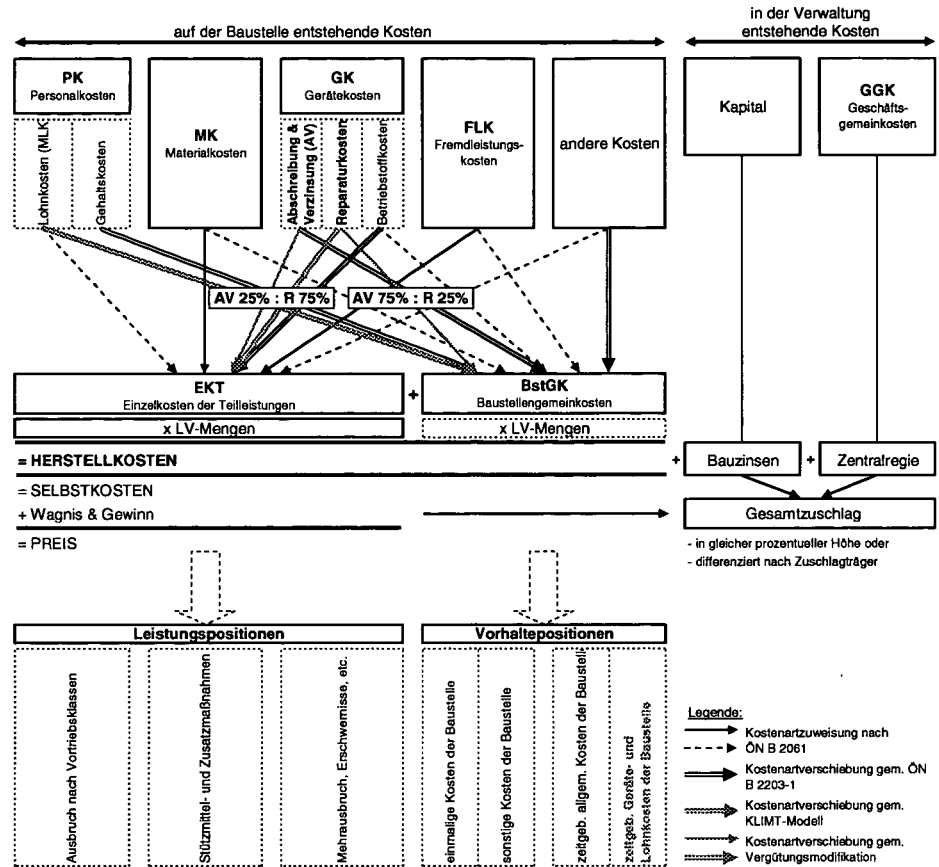 auf der Baustelle entstehende Kosten
in der Verwaltung
entstehende Kosten
PK
Personalkosten
Lohnkosten (MLK)
Gehaltskosten
MK
Materialkosten
GK
Gerätekosten
Abschreibung &
Verzinsung (AV)
Reparaturkosten
Betriebstoffkosten
FLK
Fremdleistungs-
kosten
andere Kosten
Kapital
GGK
Geschäfts-
gemeinkosten
AV 25% : R 75%
AV 75% : R 25%
EKT
Einzelkosten der Teilleistungen
+
BstGK
Baustellengemeinkosten
x LV-Mengen
x LV-Mengen
= HERSTELLKOSTEN
+
Bauzinsen
+
Zentralregie
= SELBSTKOSTEN
+ Wagnis & Gewinn
Gesamtzuschlag
= PREIS
- in gleicher prozentueller Höhe oder
- differenziert nach Zuschlagträger
Leistungspositionen
Vorhaltepositionen
Ausbruch nach Vortriebsklassen
Stützmittel- und Zusatzmaßnahmen
Mehrausbruch, Erschwernisse, etc.
einmalige Kosten der Baustelle
sonstige Kosten der Baustelle
zeitgeb. allgem. Kosten der Baustelle
zeitgeb. Geräte- und
Lohnkosten der Baustelle
Legende:
Kostenartzuweisung nach
ÖN B 2061
Kostenartverschiebung gem. ÖN
B 2203-1
Kostenartverschiebung gem.
KLIMT-Modell
Kostenartverschiebung gem.
Vergütungsmodifikation